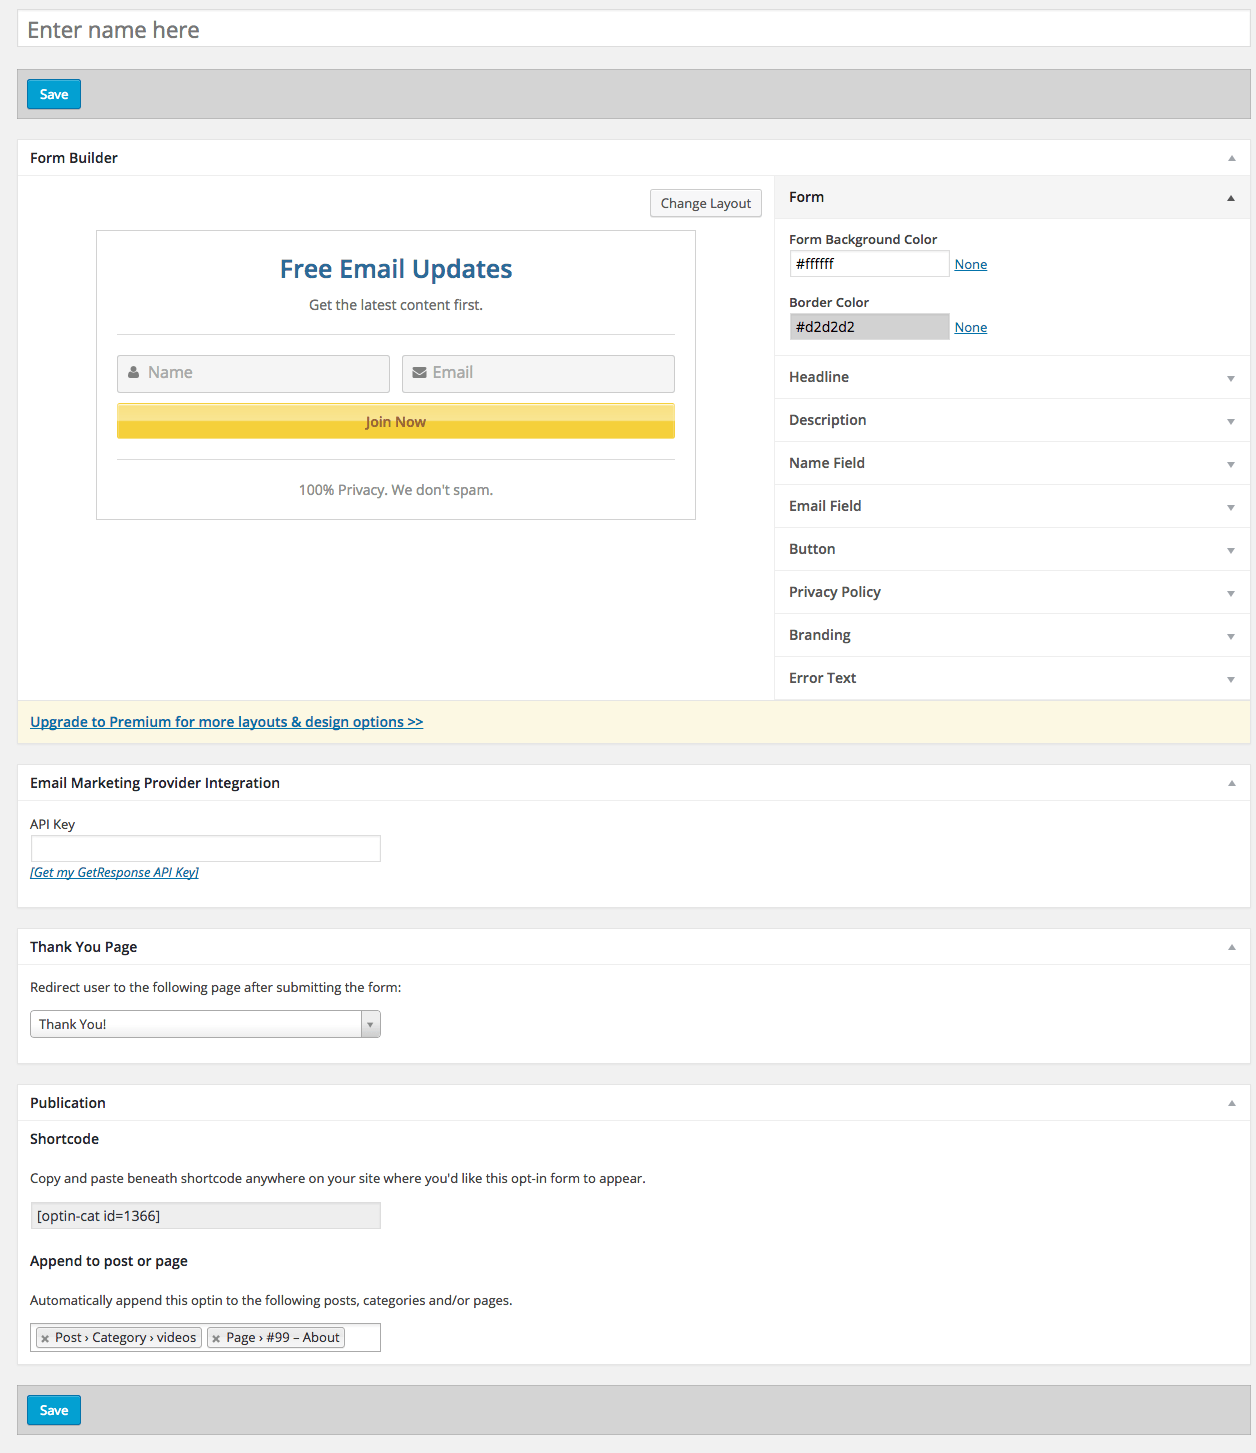 Enter name here
Save
Form Builder
Change Layout
Free Email Updates
Get the latest content first.
Name
Email
Join Now
100% Privacy. We don't spam.
Form
Form Background Color
#ffffff None
Border Color
#d2d2d2 None
Headline
Description
Name Field
Email Field
Button
Privacy Policy
Branding
Error Text
Upgrade to Premium for more layouts & design options >>
Email Marketing Provider Integration
API Key
[Get my GetResponse API Key]
Thank You Page
Redirect user to the following page after submitting the form:
Thank You!
Publication
Shortcode
Copy and paste beneath shortcode anywhere on your site where you'd like this opt-in form to appear.
[optin-cat id=1366]
Append to post or page
Automatically append this optin to the following posts, categories and/or pages.
× Post › Category › videos × Page › #99 – About
Save